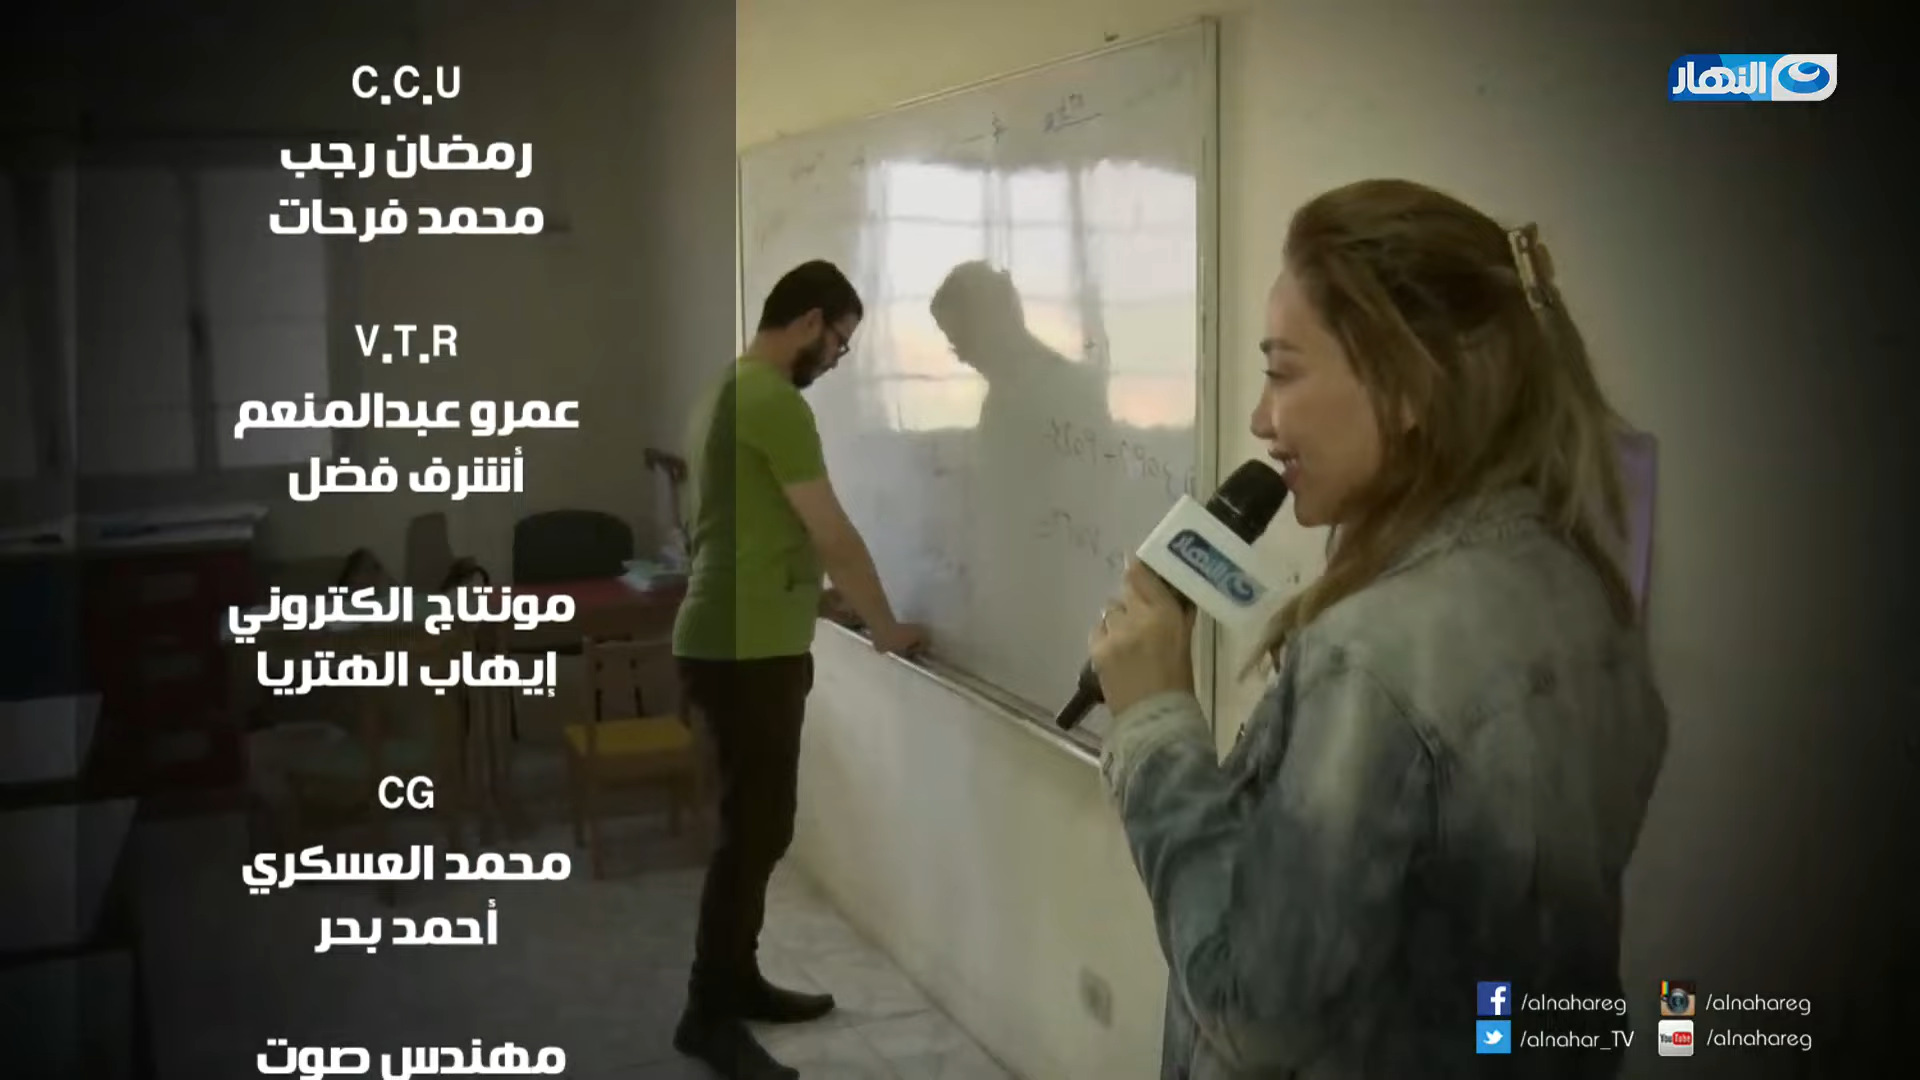 C.C.U
رمضان رجب
محمد فرحات
V.T.R
عمرو عبدالمنعم
أشرف فضل
مونتاج الكتروني
إيهاب الهتريا
CG
محمد العسكري
أحمد بحر
مهندس صوت
النهار
النهار
/alnahareg
/alnahareg
/alnahar_TV
/alnahareg